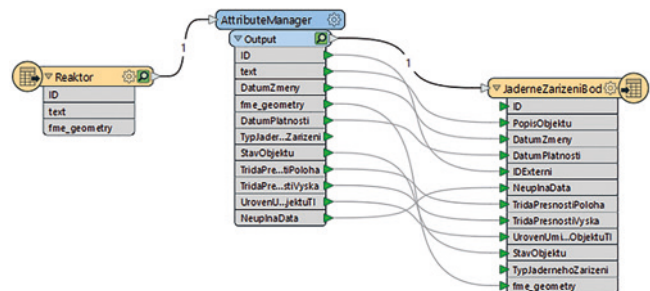 AttributeManager
Output
ID
text
DatumZmeny
fme_geometry
DatumPlatnosti
TypJader...Zarizeni
StavObjektu
TridaPre...tiPoloha
TridaPre...stiVyska
UrovenU...jektuTI
NeuplnaData
1
Reaktor
ID
text
fme_geometry
1
JaderneZarizeniBod
ID
PopisObjektu
DatumZmeny
DatumPlatnosti
IDExterni
NeuplnaData
TridaPresnostiPoloha
TridaPresnostiVyska
UrovenUmi...ObjektuTI
StavObjektu
TypJadernehoZarizeni
fme_geometry